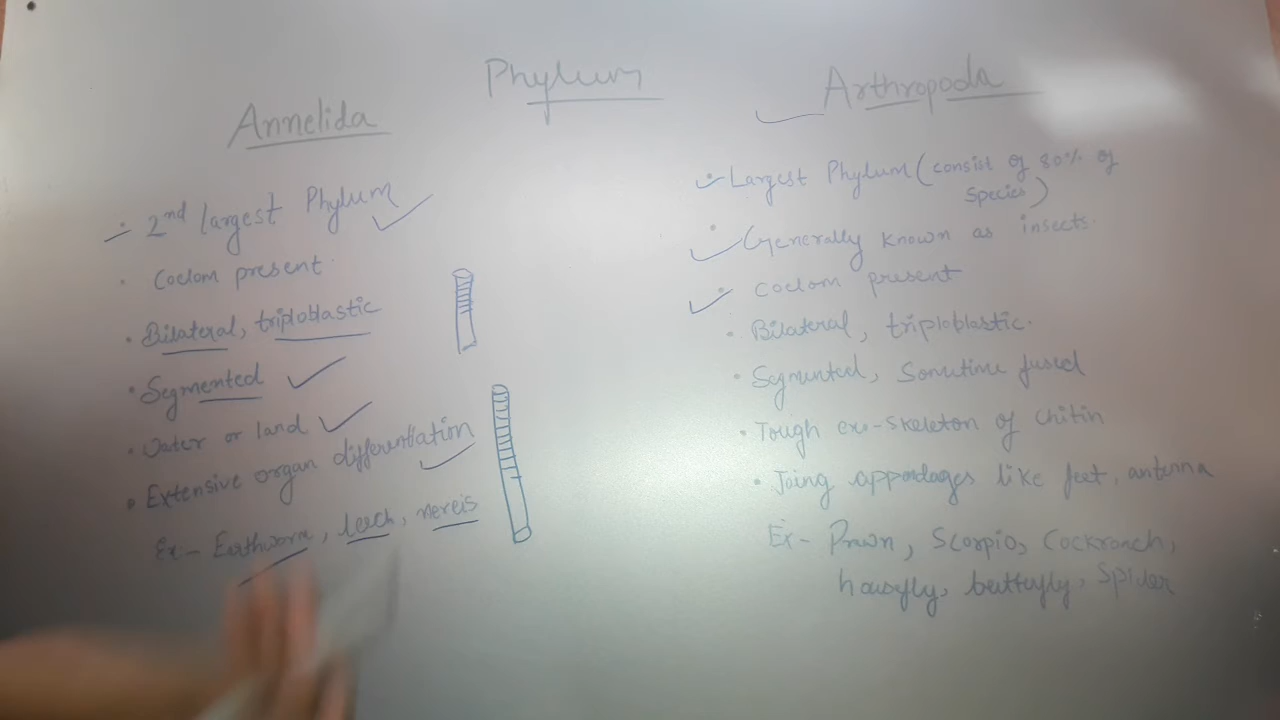 Phylum
Annelida
2nd largest Phylum
Coelom present
Bilateral, triploblastic
Segmented
Water or land
Extensive organ differentiation
Ex- Earthworm, leech, nereis
Arthropoda
Largest Phylum (consist of 80% of
Species)
Generally known as insects
coelom present
Bilateral, triploblastic.
Segmented, Sometime fused
Tough exo-skeleton of chitin
Joing appendages like feet, antenna
Ex- Prawn, Scorpio, Cockroach,
housefly, butterfly, Spider